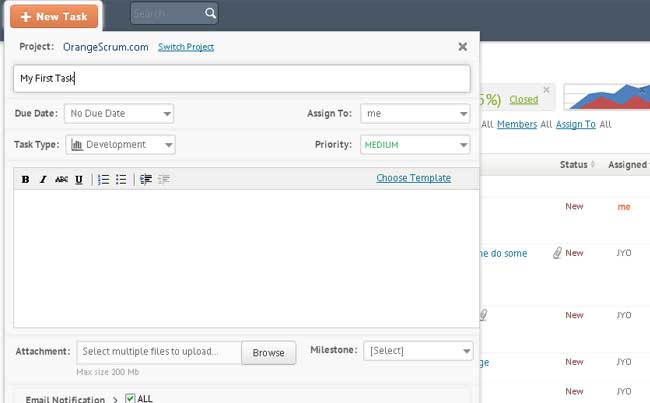 + New Task
Search
Project: OrangeScrum.com Switch Project
My First Task
5%) Closed
Due Date: No Due Date Assign To: me
All Members All Assign To All
Task Type: Development Priority: MEDIUM
Status Assigned
B I ABC U Choose Template
New me
me do some New JYO
New JYO
Attachment: Select multiple files to upload... Browse Milestone: [Select]
Max size 200 Mb
ge New JYO
New JYO
Email Notification > ALL